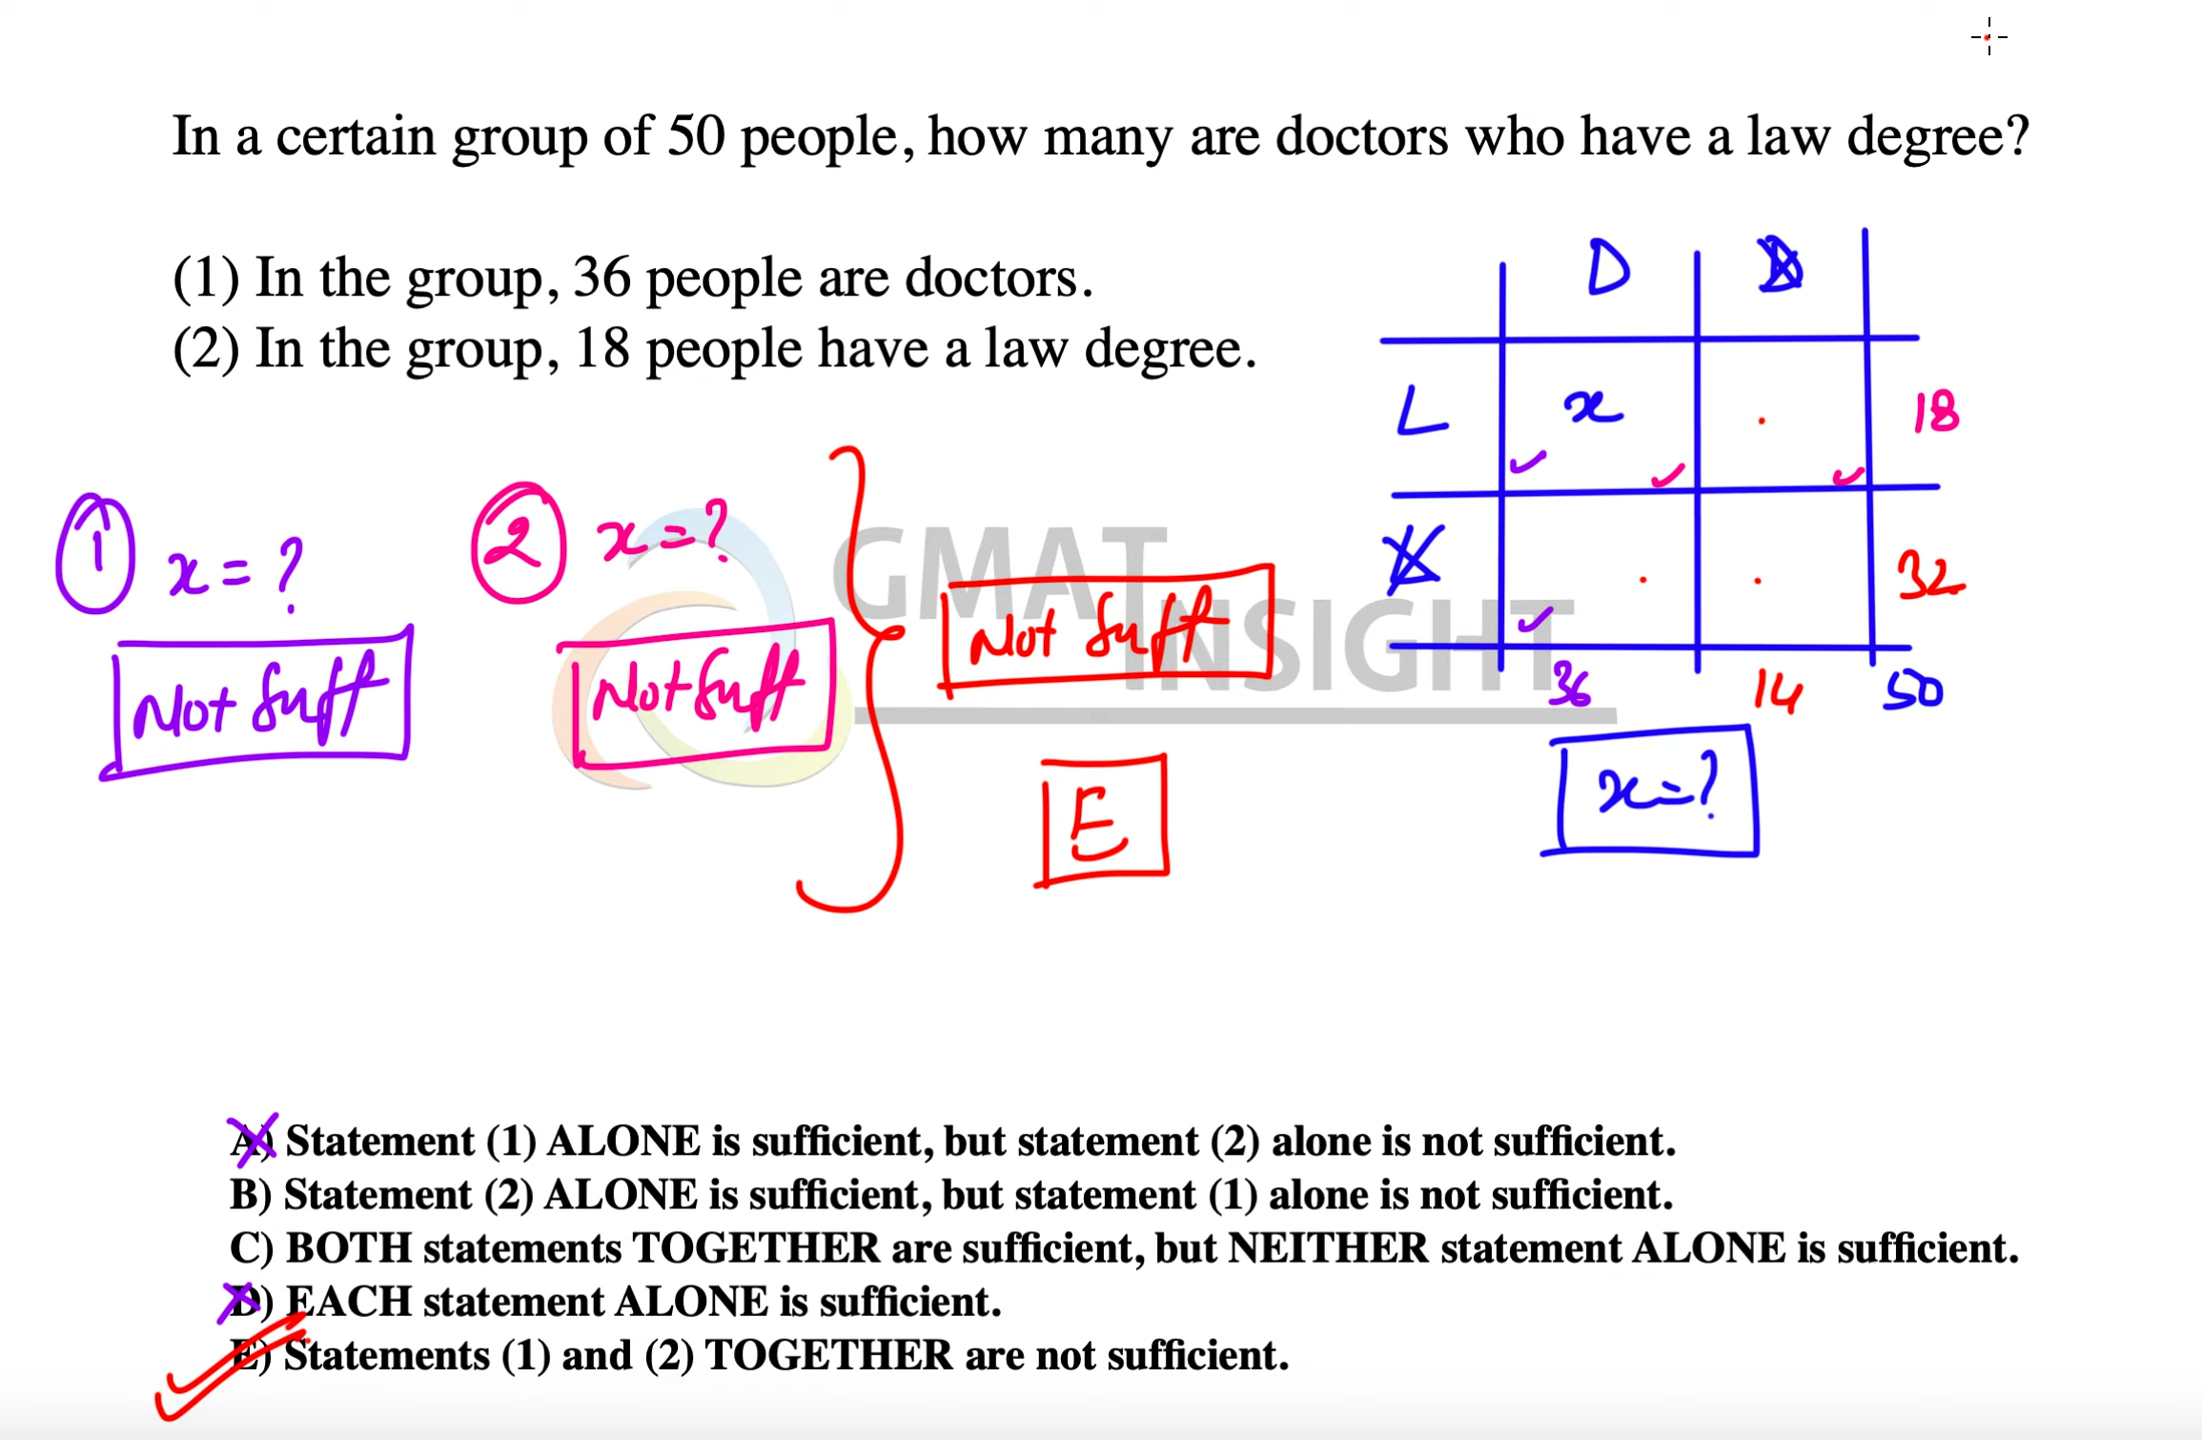 In a certain group of 50 people, how many are doctors who have a law degree?
(1) In the group, 36 people are doctors.
(2) In the group, 18 people have a law degree.
D D
L x 18
L 32
36 14 50
x=?
1 x=?
Not Suff
2 x=?
Not Suff
Not Suff
E
GMAT
INSIGHT
A) Statement (1) ALONE is sufficient, but statement (2) alone is not sufficient.
B) Statement (2) ALONE is sufficient, but statement (1) alone is not sufficient.
C) BOTH statements TOGETHER are sufficient, but NEITHER statement ALONE is sufficient.
D) EACH statement ALONE is sufficient.
E) Statements (1) and (2) TOGETHER are not sufficient.